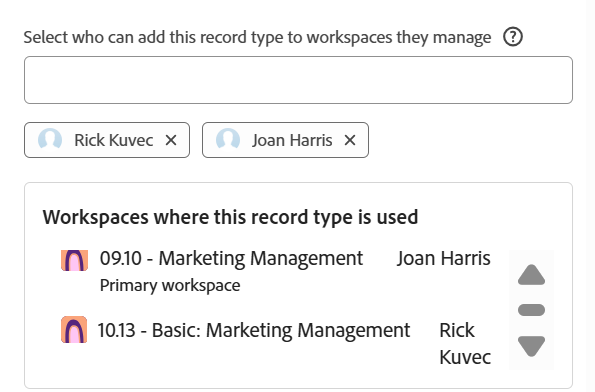 Select who can add this record type to workspaces they manage ?
Rick Kuvec ×
Joan Harris ×
Workspaces where this record type is used
09.10 - Marketing Management Joan Harris
Primary workspace
10.13 - Basic: Marketing Management Rick
Kuvec